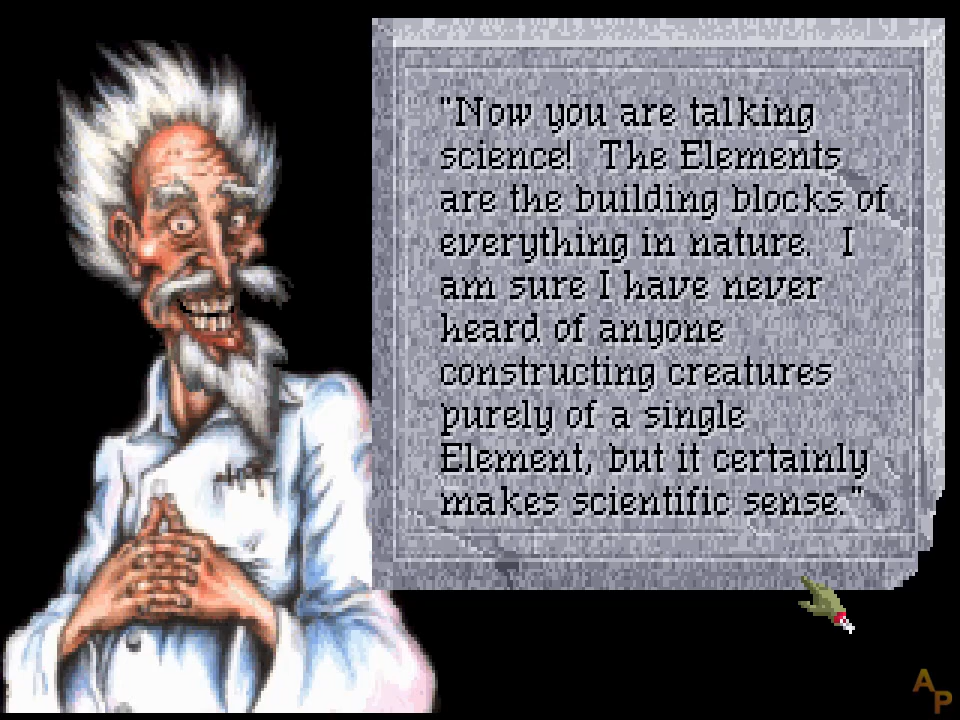 "Now you are talking
science!  The Elements
are the building blocks of
everything in nature.  I
am sure I have never
heard of anyone
constructing creatures
purely of a single
Element, but it certainly
makes scientific sense."
AP